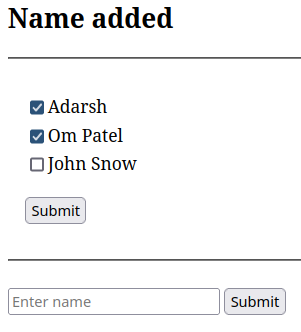 Name added
Adarsh
Om Patel
John Snow
Submit
Enter name Submit